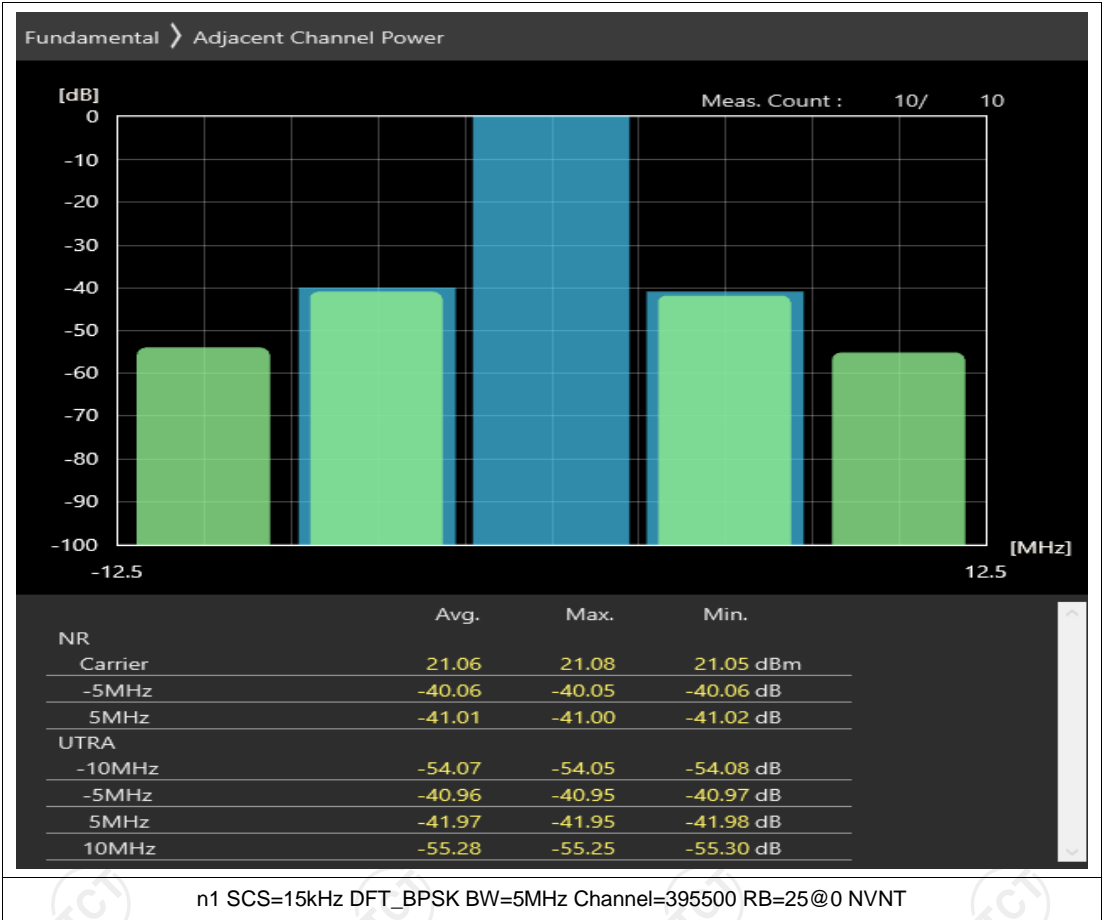 Fundamental ❯ Adjacent Channel Power
[dB]
Meas. Count : 10/ 10
0
-10
-20
-30
-40
-50
-60
-70
-80
-90
-100
[MHz]
-12.5 12.5
Avg. Max. Min.
NR
Carrier 21.06 21.08 21.05 dBm
-5MHz -40.06 -40.05 -40.06 dB
5MHz -41.01 -41.00 -41.02 dB
UTRA
-10MHz -54.07 -54.05 -54.08 dB
-5MHz -40.96 -40.95 -40.97 dB
5MHz -41.97 -41.95 -41.98 dB
10MHz -55.28 -55.25 -55.30 dB
n1 SCS=15kHz DFT_BPSK BW=5MHz Channel=395500 RB=25@0 NVNT
TCT TCT TCT TCT